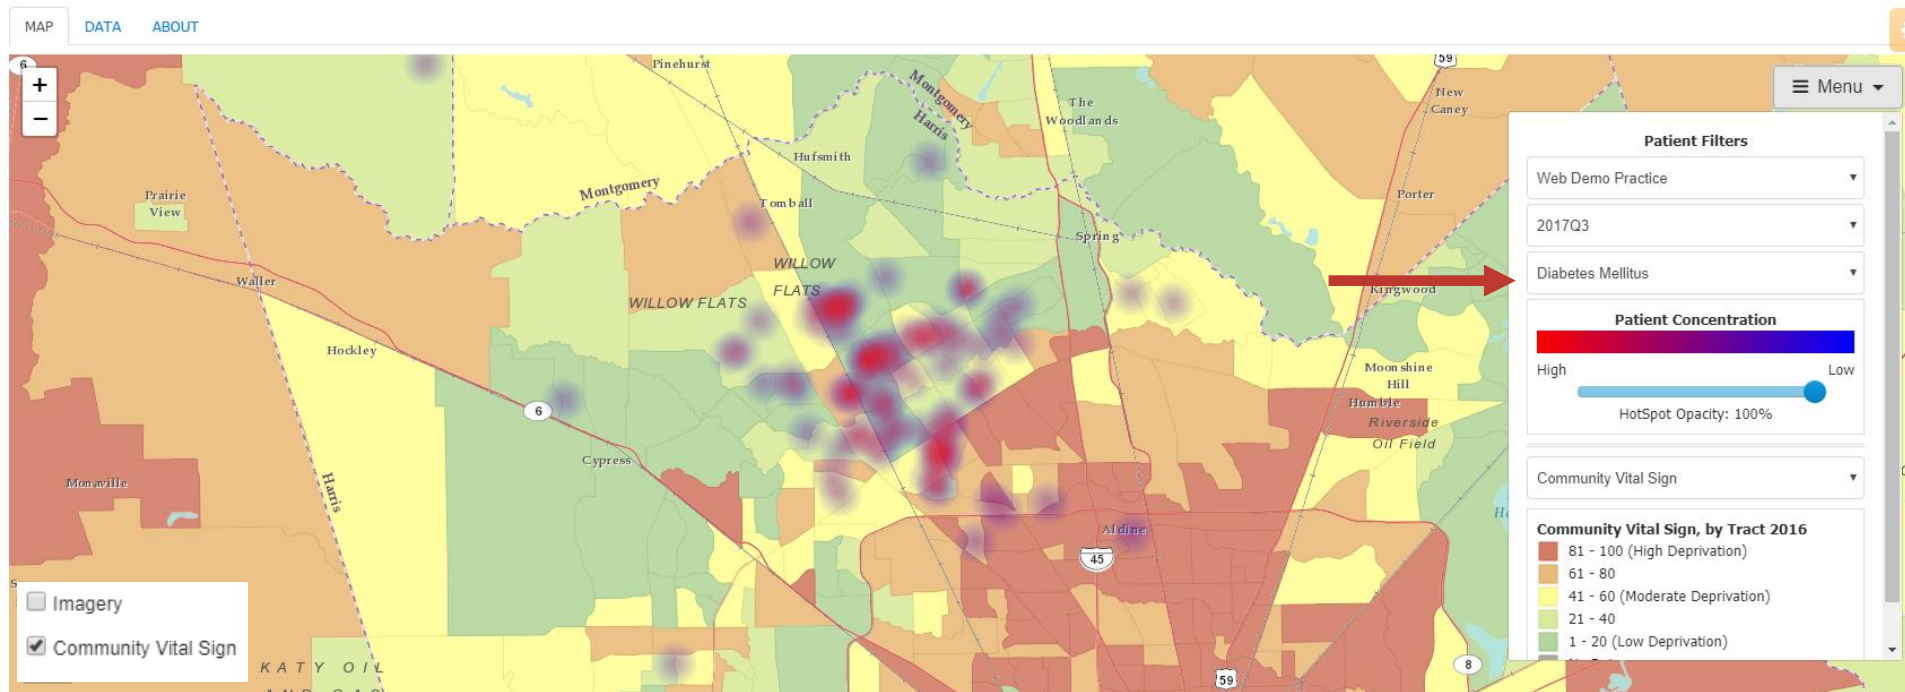 MAP DATA ABOUT
6
+
−
Pinehurst
59
Menu
New
Caney
The
Woodlands
Montgomery
Harris
Hufsmith
Montgomery
Prairie
View
Tomball
Porter
Spring
WILLOW
FLATS
WILLOW FLATS
Waller
Kingwood
Hockley
Moonshine
Hill
Humble
Riverside
Oil Field
6
Cypress
Harris
Monaville
Aldine
45
8
59
KATY OIL
AND GAS
Imagery
Community Vital Sign
Patient Filters
Web Demo Practice
2017Q3
Diabetes Mellitus
Patient Concentration
High Low
HotSpot Opacity: 100%
Community Vital Sign
Community Vital Sign, by Tract 2016
81 - 100 (High Deprivation)
61 - 80
41 - 60 (Moderate Deprivation)
21 - 40
1 - 20 (Low Deprivation)